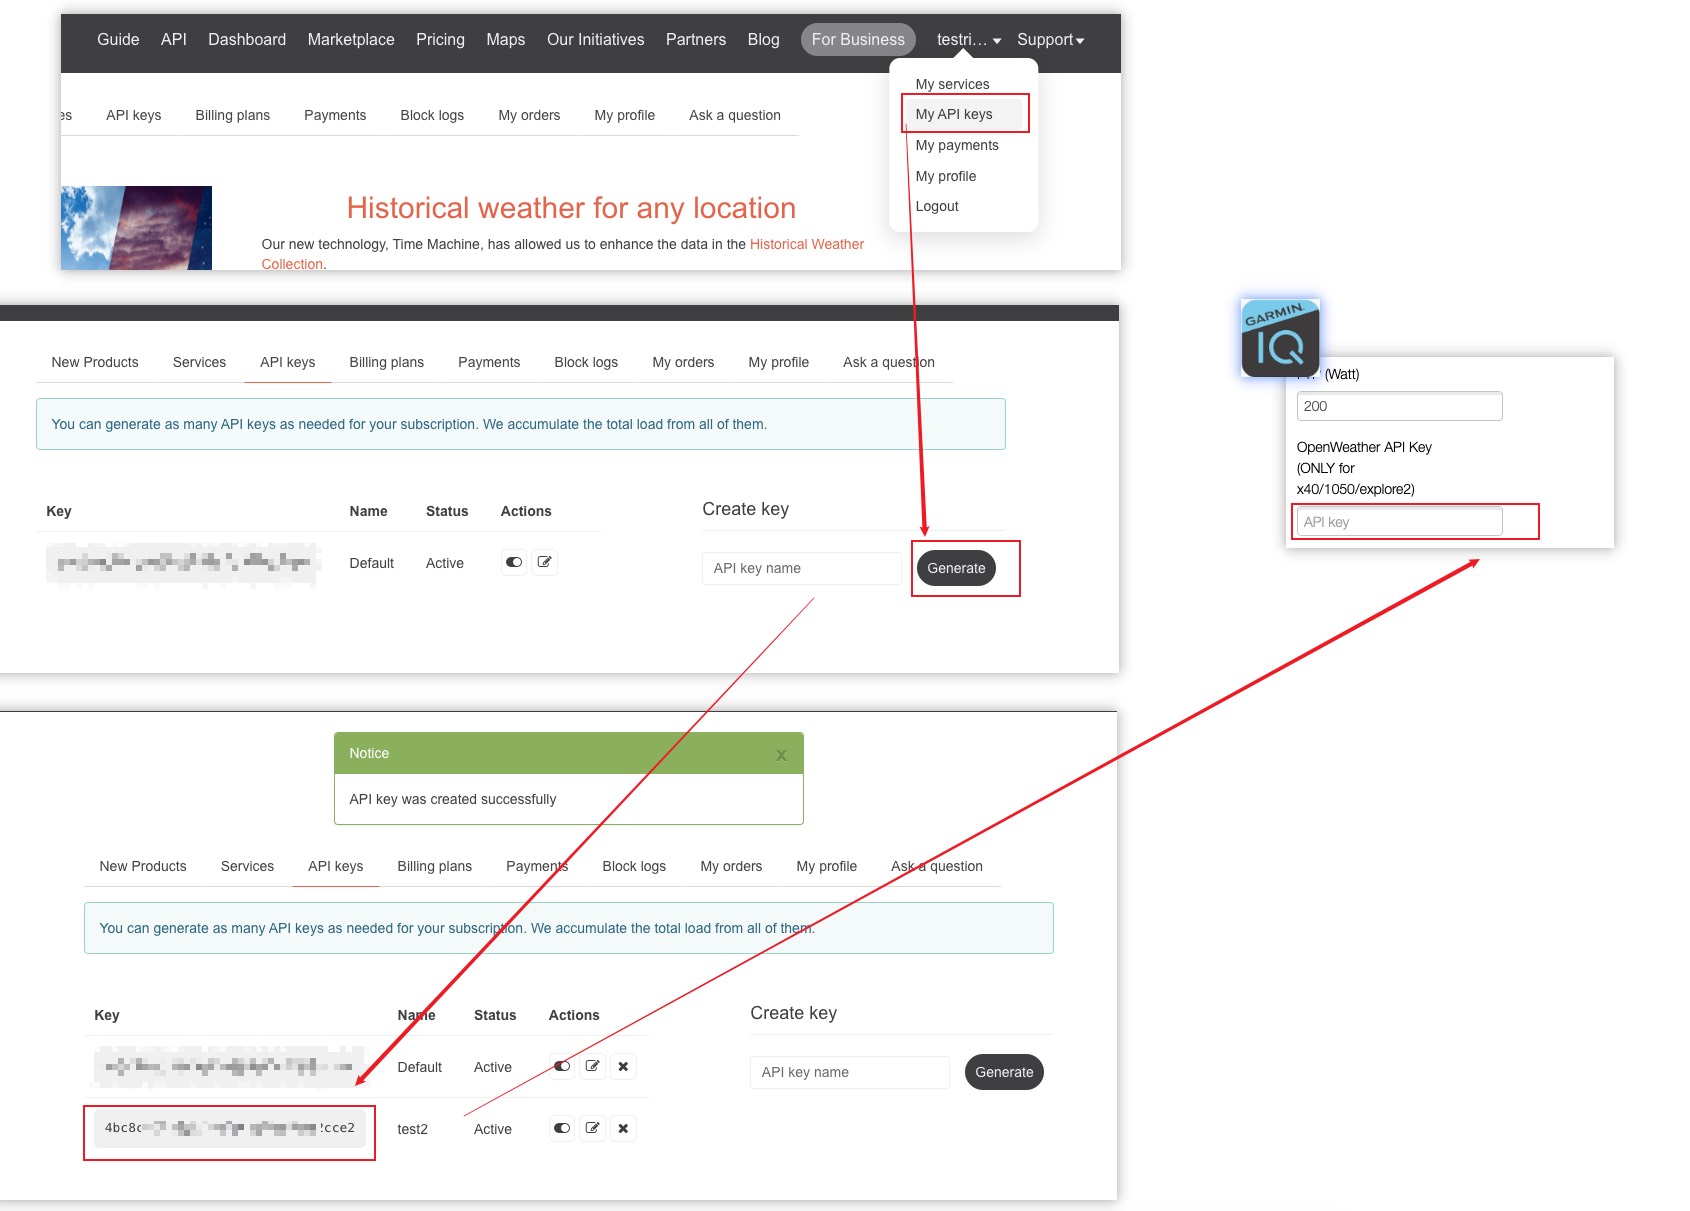 Guide API Dashboard Marketplace Pricing Maps Our Initiatives Partners Blog For Business testri... Support
My services
My API keys
My payments
My profile
Logout
es API keys Billing plans Payments Block logs My orders My profile Ask a question
Historical weather for any location
Our new technology, Time Machine, has allowed us to enhance the data in the Historical Weather
Collection.
New Products Services API keys Billing plans Payments Block logs My orders My profile Ask a question
You can generate as many API keys as needed for your subscription. We accumulate the total load from all of them.
Key Name Status Actions
Default Active
Create key
API key name Generate
GARMIN
IQ
(Watt)
200
OpenWeather API Key
(ONLY for
x40/1050/explore2)
API key
Notice x
API key was created successfully
New Products Services API keys Billing plans Payments Block logs My orders My profile Ask a question
You can generate as many API keys as needed for your subscription. We accumulate the total load from all of them.
Key Name Status Actions
Default Active
4bc8 2cce2 test2 Active
Create key
API key name Generate